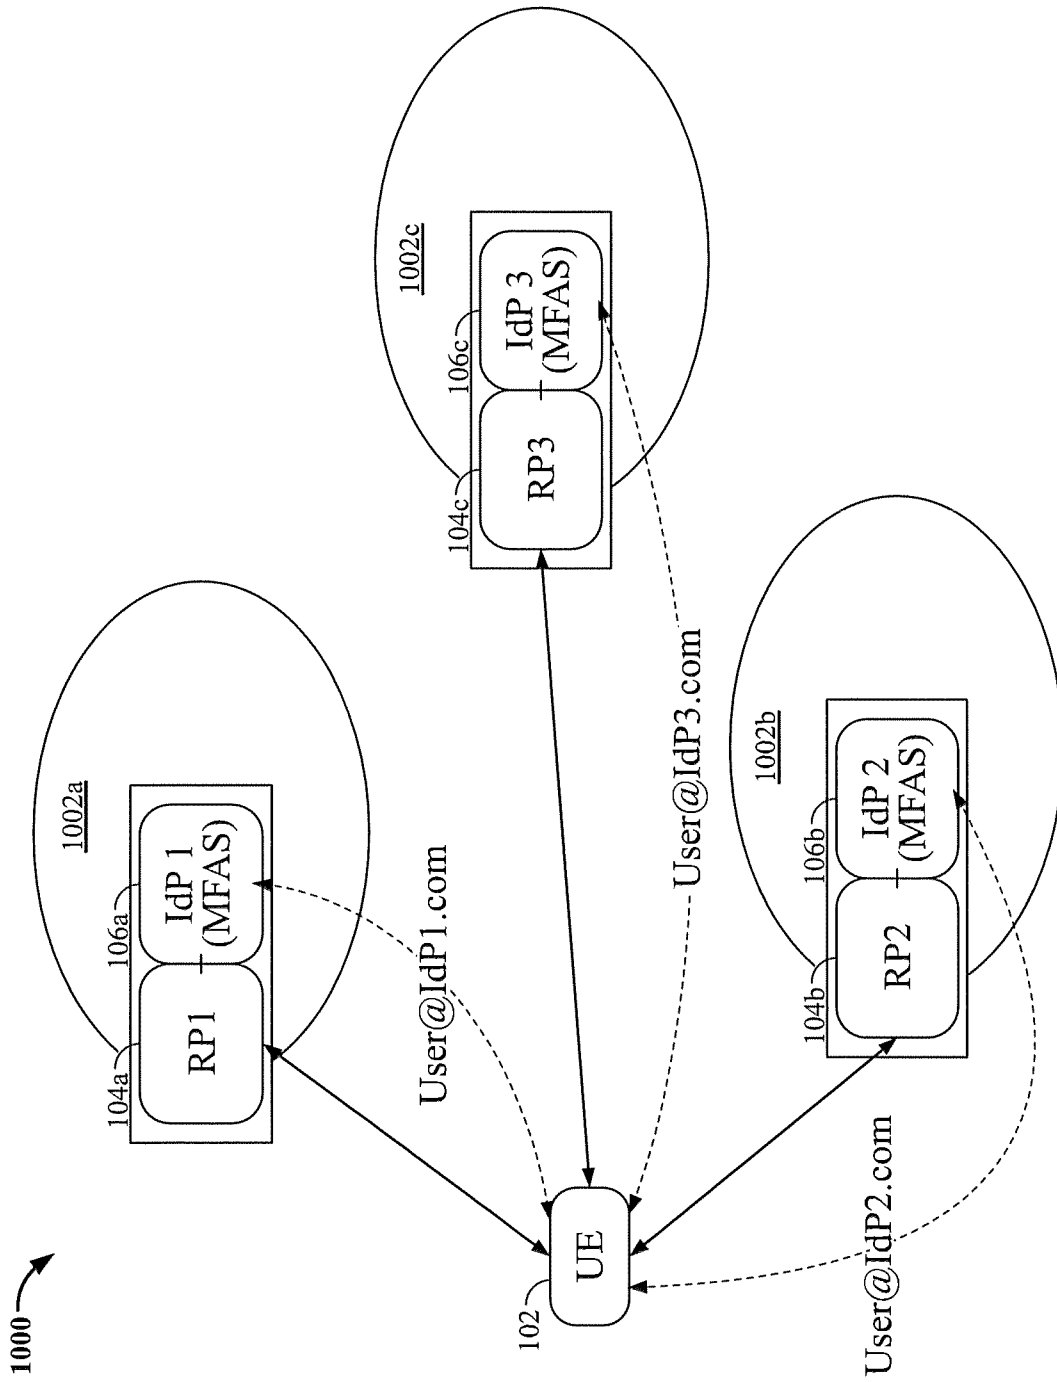 1000
102
UE
User@IdP1.com
User@IdP2.com
User@IdP3.com
1002a
104a
106a
RP1
IdP 1
(MFAS)
1002c
104c
106c
RP3
IdP 3
(MFAS)
1002b
104b
106b
RP2
IdP 2
(MFAS)